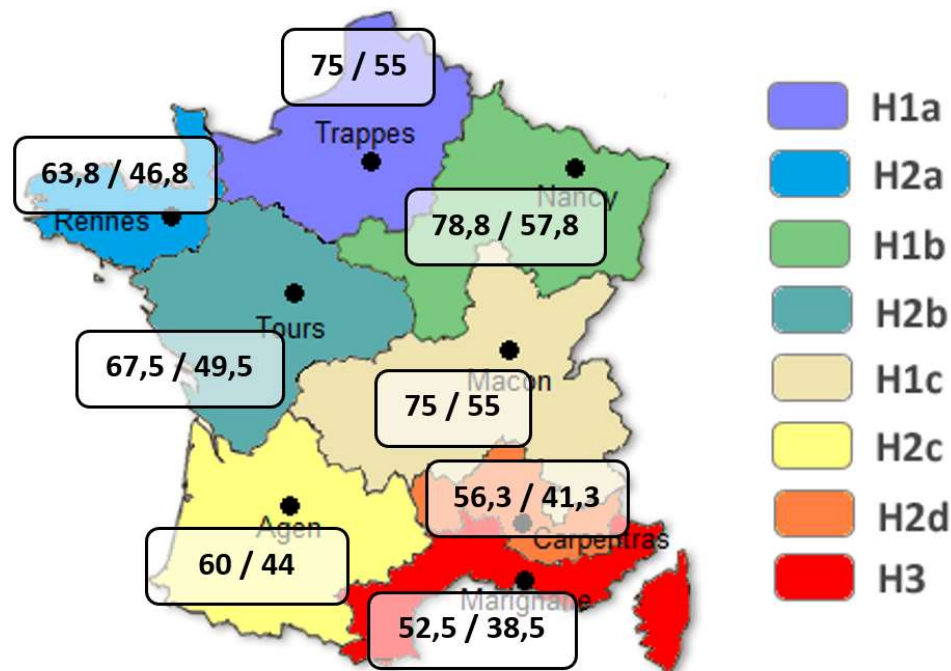 75 / 55
Trappes
63,8 / 46,8
Rennes
Nancy
78,8 / 57,8
Tours
67,5 / 49,5
Macon
75 / 55
56,3 / 41,3
Carpentras
Agen
60 / 44
Marignane
52,5 / 38,5
H1a
H2a
H1b
H2b
H1c
H2c
H2d
H3